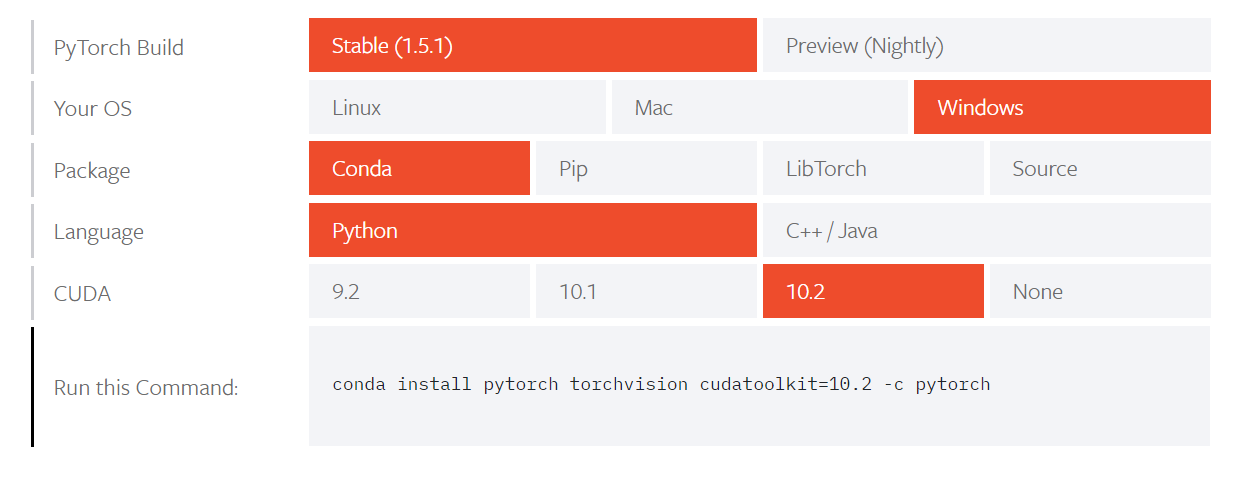 PyTorch Build Stable (1.5.1) Preview (Nightly)
Your OS Linux Mac Windows
Package Conda Pip LibTorch Source
Language Python C++ / Java
CUDA 9.2 10.1 10.2 None
Run this Command: conda install pytorch torchvision cudatoolkit=10.2 -c pytorch